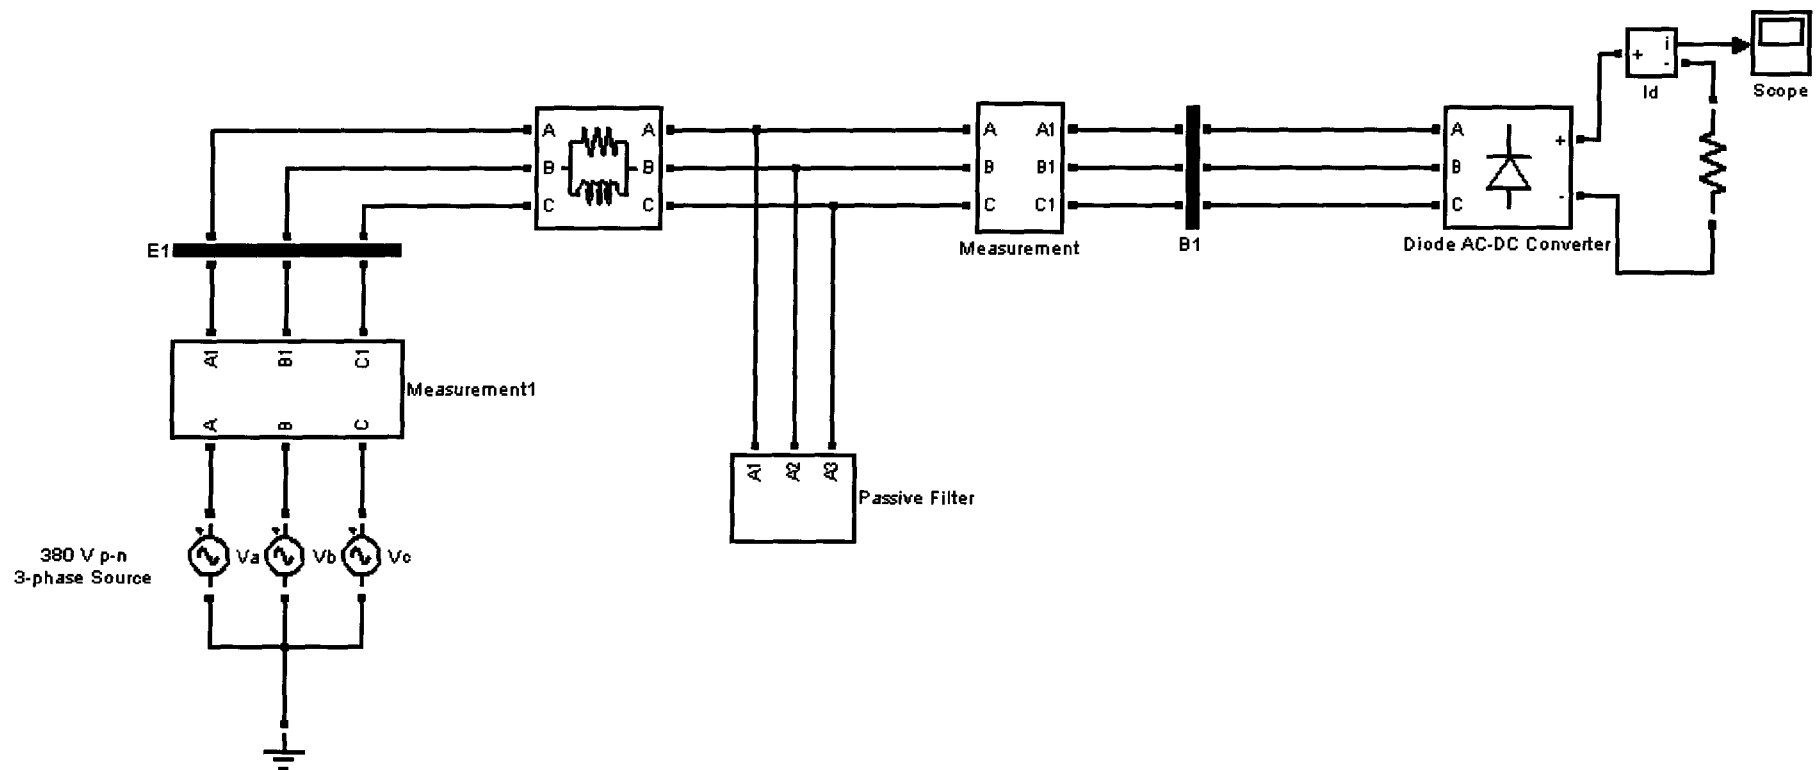 i
+
-
Id
Scope
A
A
B
B
C
C
A
A1
B
B1
C
C1
Measurement
B1
A
B
C
+
-
Diode AC-DC Converter
E1
A1
B1
C1
A
B
C
Measurement1
A1
A2
A3
Passive Filter
380 V p-n
3-phase Source
Va
Vb
Vc